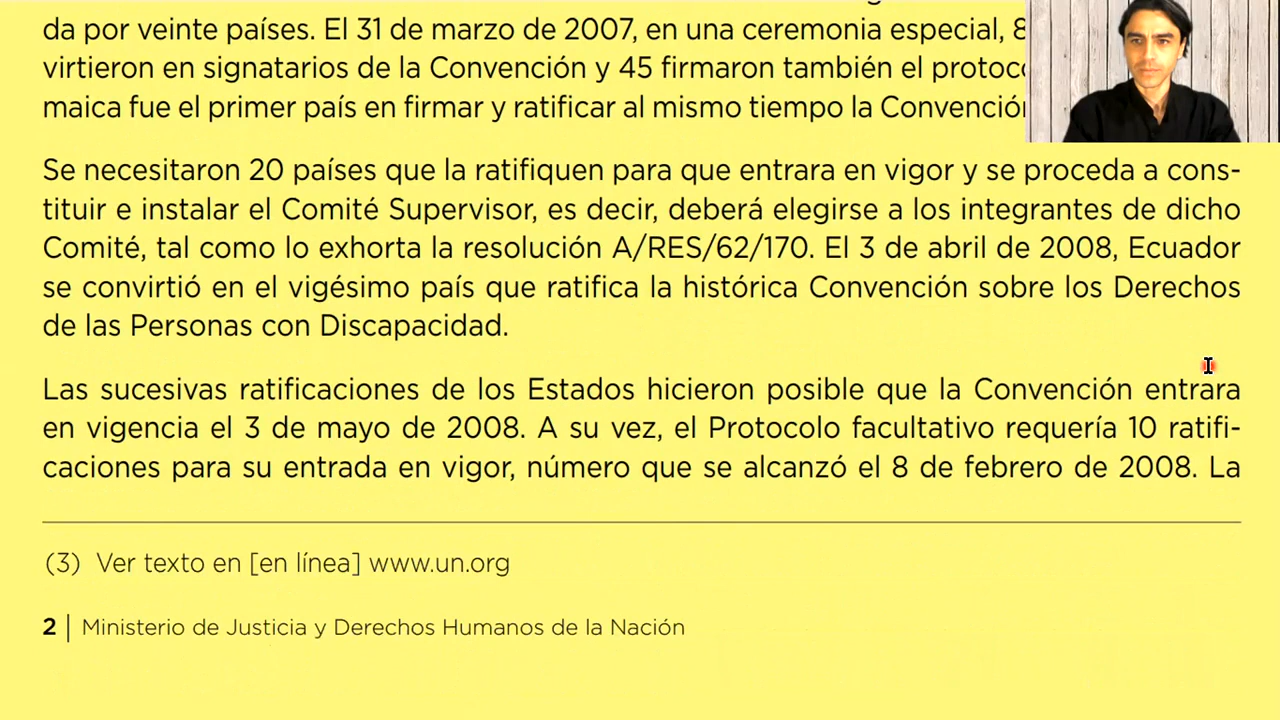 da por veinte países. El 31 de marzo de 2007, en una ceremonia especial,
virtieron en signatarios de la Convención y 45 firmaron también el
maica fue el primer país en firmar y ratificar al mismo tiempo la Convención
Se necesitaron 20 países que la ratifiquen para que entrara en vigor y se proceda a cons-
tituir e instalar el Comité Supervisor, es decir, deberá elegirse a los integrantes de dicho
Comité, tal como lo exhorta la resolución A/RES/62/170. El 3 de abril de 2008, Ecuador
se convirtió en el vigésimo país que ratifica la histórica Convención sobre los Derechos
de las Personas con Discapacidad.
Las sucesivas ratificaciones de los Estados hicieron posible que la Convención entrara
en vigencia el 3 de mayo de 2008. A su vez, el Protocolo facultativo requería 10 ratifi-
caciones para su entrada en vigor, número que se alcanzó el 8 de febrero de 2008. La
(3) Ver texto en [en línea] www.un.org
2 | Ministerio de Justicia y Derechos Humanos de la Nación